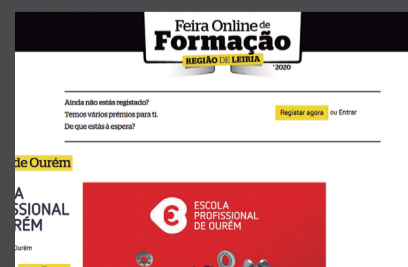 Feira Online de
Formação
REGIÃO DE LEIRIA
'2020
Ainda não estás registado?
Temos vários prémios para ti.
De que estás à espera?
Registar agora ou Entrar
de Ourém
A
SSIONAL
RÉM
Ourém
ESCOLA
PROFISSIONAL
DE OURÉM